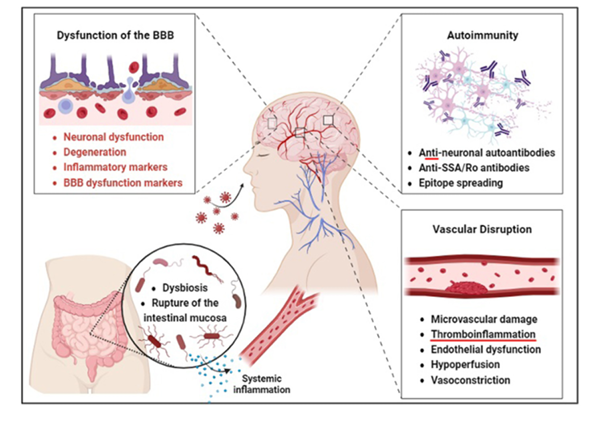 Dysfunction of the BBB
• Neuronal dysfunction
• Degeneration
• Inflammatory markers
• BBB dysfunction markers
Autoimmunity
• Anti-neuronal autoantibodies
• Anti-SSA/Ro antibodies
• Epitope spreading
• Dysbiosis
• Rupture of the
intestinal mucosa
Systemic
inflammation
Vascular Disruption
• Microvascular damage
• Thromboinflammation
• Endothelial dysfunction
• Hypoperfusion
• Vasoconstriction